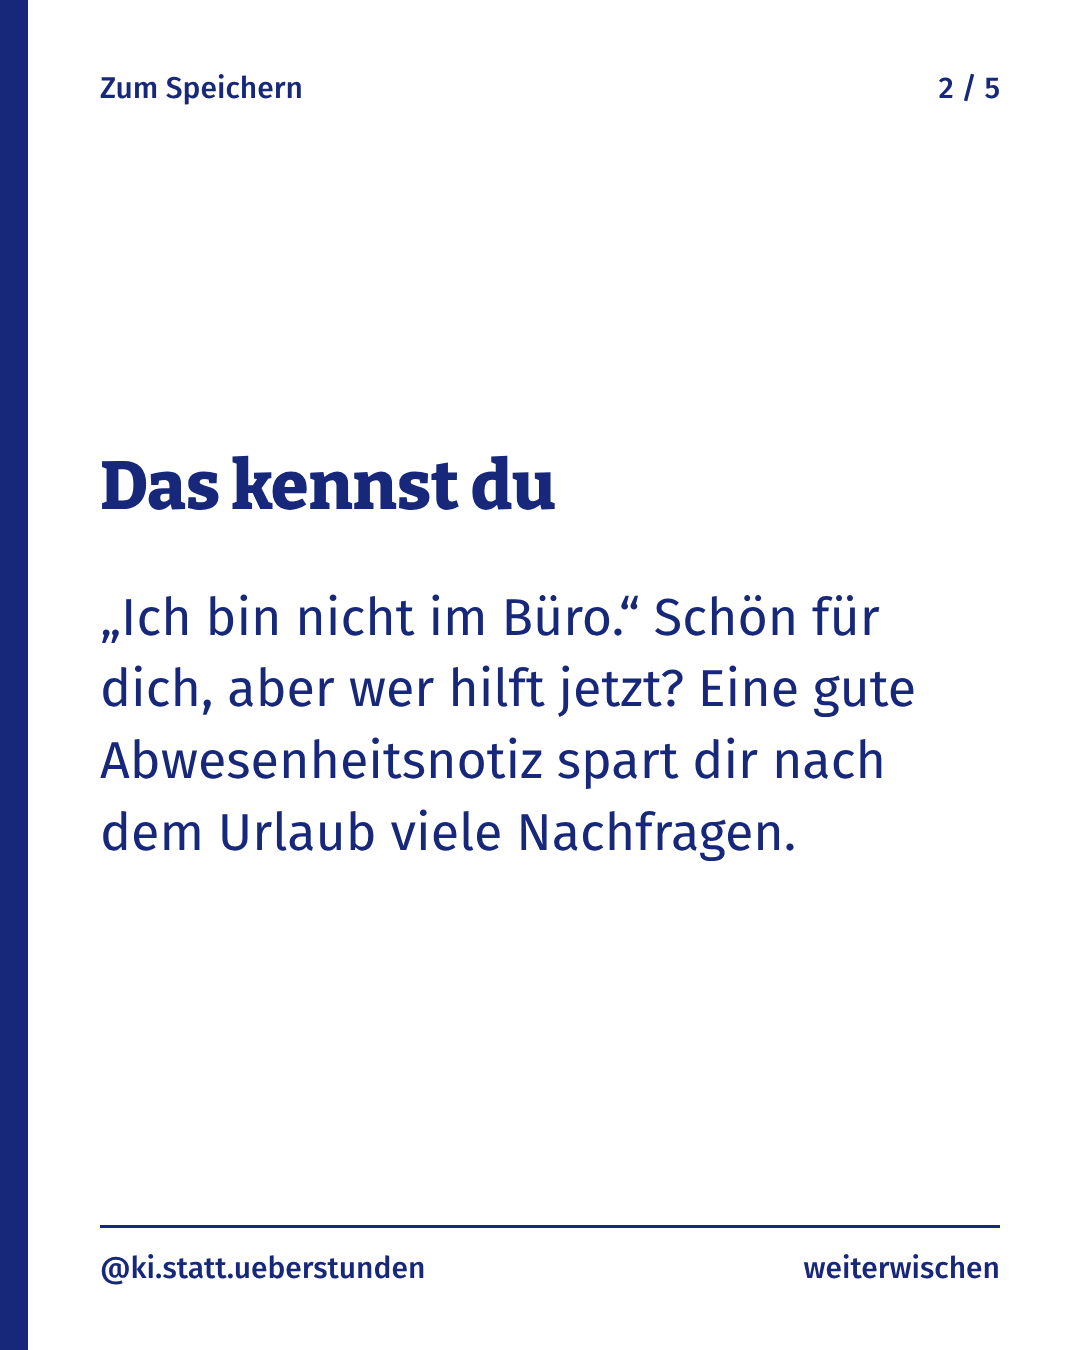 Zum Speichern
2 / 5
Das kennst du
„Ich bin nicht im Büro.“ Schön für
dich, aber wer hilft jetzt? Eine gute
Abwesenheitsnotiz spart dir nach
dem Urlaub viele Nachfragen.
@ki.statt.ueberstunden
weiterwischen